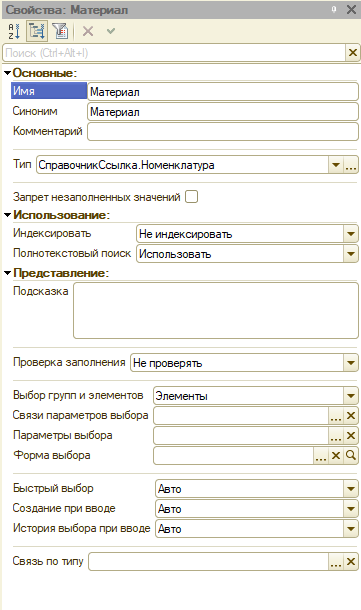 Свойства: Материал
Поиск (Ctrl+Alt+I)
Основные:
Имя Материал
Синоним Материал
Комментарий
Тип СправочникСсылка.Номенклатура
Запрет незаполненных значений
Использование:
Индексировать Не индексировать
Полнотекстовый поиск Использовать
Представление:
Подсказка
Проверка заполнения Не проверять
Выбор групп и элементов Элементы
Связи параметров выбора
Параметры выбора
Форма выбора
Быстрый выбор Авто
Создание при вводе Авто
История выбора при вводе Авто
Связь по типу